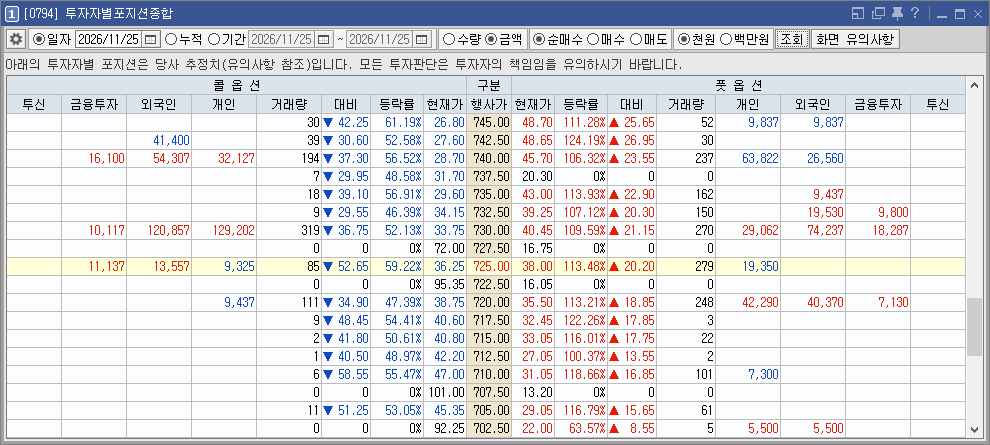 1 [0794] 투자자별포지션종합
일자 2026/11/25 누적 기간 2026/11/25 ~ 2026/11/25 수량 금액 순매수 매수 매도 천원 백만원 조회 화면 유의사항
아래의 투자자별 포지션은 당사 추정치(유의사항 참조)입니다. 모든 투자판단은 투자자의 책임임을 유의하시기 바랍니다.
콜 옵 션 구분 풋 옵 션
투신 금융투자 외국인 개인 거래량 대비 등락률 현재가 행사가 현재가 등락률 대비 거래량 개인 외국인 금융투자 투신
30 ▼ 42.25 61.19% 26.80 745.00 48.70 111.28% ▲ 25.65 52 9,837 9,837
41,400 39 ▼ 30.60 52.58% 27.60 742.50 48.65 124.19% ▲ 26.95 30
16,100 54,307 32,127 194 ▼ 37.30 56.52% 28.70 740.00 45.70 106.32% ▲ 23.55 237 63,822 26,560
7 ▼ 29.95 48.58% 31.70 737.50 20.30 0% 0 0
18 ▼ 39.10 56.91% 29.60 735.00 43.00 113.93% ▲ 22.90 162 9,437
9 ▼ 29.55 46.39% 34.15 732.50 39.25 107.12% ▲ 20.30 150 19,530 9,800
10,117 120,857 129,202 319 ▼ 36.75 52.13% 33.75 730.00 40.45 109.59% ▲ 21.15 270 29,062 74,237 18,287
0 0 0% 72.00 727.50 16.75 0% 0 0
11,137 13,557 9,325 85 ▼ 52.65 59.22% 36.25 725.00 38.00 113.48% ▲ 20.20 279 19,350
0 0 0% 95.35 722.50 16.05 0% 0 0
9,437 111 ▼ 34.90 47.39% 38.75 720.00 35.50 113.21% ▲ 18.85 248 42,290 40,370 7,130
9 ▼ 48.45 54.41% 40.60 717.50 32.45 122.26% ▲ 17.85 3
2 ▼ 41.80 50.61% 40.80 715.00 33.05 116.01% ▲ 17.75 22
1 ▼ 40.50 48.97% 42.20 712.50 27.05 100.37% ▲ 13.55 2
6 ▼ 58.55 55.47% 47.00 710.00 31.05 118.66% ▲ 16.85 101 7,300
0 0 0% 101.00 707.50 13.20 0% 0 0
11 ▼ 51.25 53.05% 45.35 705.00 29.05 116.79% ▲ 15.65 61
0 0 0% 92.25 702.50 22.00 63.57% ▲ 8.55 5 5,500 5,500